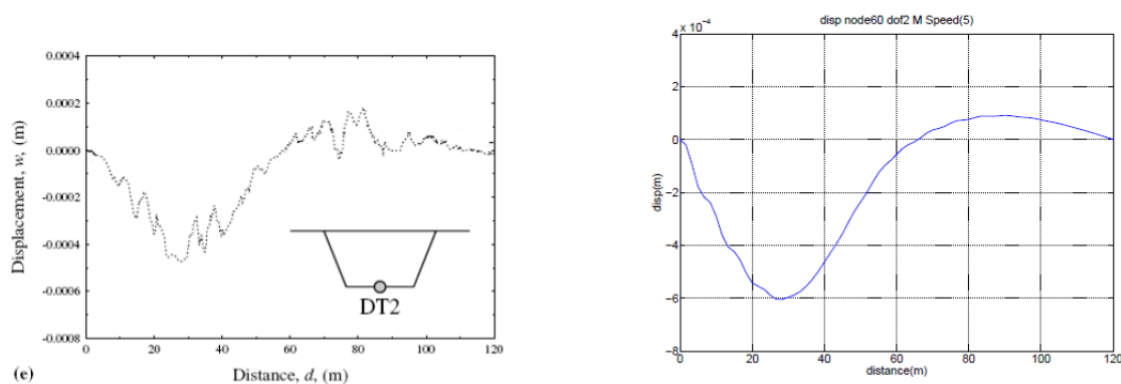 0.0004
0.0002
0.0000
-0.0002
-0.0004
-0.0006
-0.0008
Displacement, w, (m)
DT2
0 20 40 60 80 100 120
(e)
Distance, d, (m)
disp node60 dof2 M Speed(5)
x 10⁻⁴
4
2
0
-2
-4
-6
-8
disp(m)
0 20 40 60 80 100 120
distance(m)